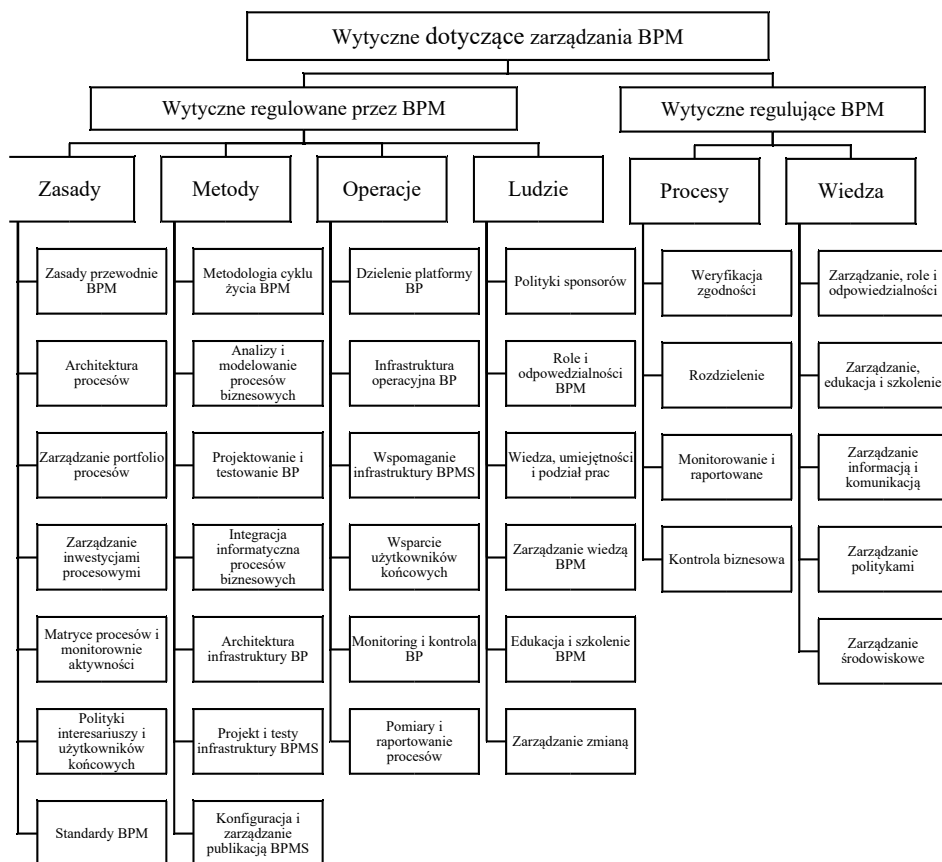 Wytyczne dotyczące zarządzania BPM
Wytyczne regulowane przez BPM
Wytyczne regulujące BPM
Zasady
Metody
Operacje
Ludzie
Procesy
Wiedza
Zasady przewodnie
BPM
Architektura
procesów
Zarządzanie portfolio
procesów
Zarządzanie
inwestycjami
procesowymi
Matryce procesów i
monitorownie
aktywności
Polityki
interesariuszy i
użytkowników
końcowych
Standardy BPM
Metodologia cyklu
życia BPM
Analizy i
modelowanie
procesów
biznesowych
Projektowanie i
testowanie BP
Integracja
informatyczna
procesów
biznesowych
Architektura
infrastruktury BP
Projekt i testy
infrastruktury BPMS
Konfiguracja i
zarządzanie
publikacją BPMS
Dzielenie platformy
BP
Infrastruktura
operacyjna BP
Wspomaganie
infrastruktury BPMS
Wsparcie
użytkowników
końcowych
Monitoring i kontrola
BP
Pomiary i
raportowanie
procesów
Polityki sponsorów
Role i
odpowedzialności
BPM
Wiedza, umiejętności
i podział prac
Zarządzanie wiedzą
BPM
Edukacja i szkolenie
BPM
Zarządzanie zmianą
Weryfikacja
zgodności
Rozdzielenie
Monitorowanie i
raportowane
Kontrola biznesowa
Zarządzanie, role i
odpowiedzialności
Zarządzanie,
edukacja i szkolenie
Zarządzanie
informacją i
komunikacją
Zarządzanie
politykami
Zarządzanie
środowiskowe